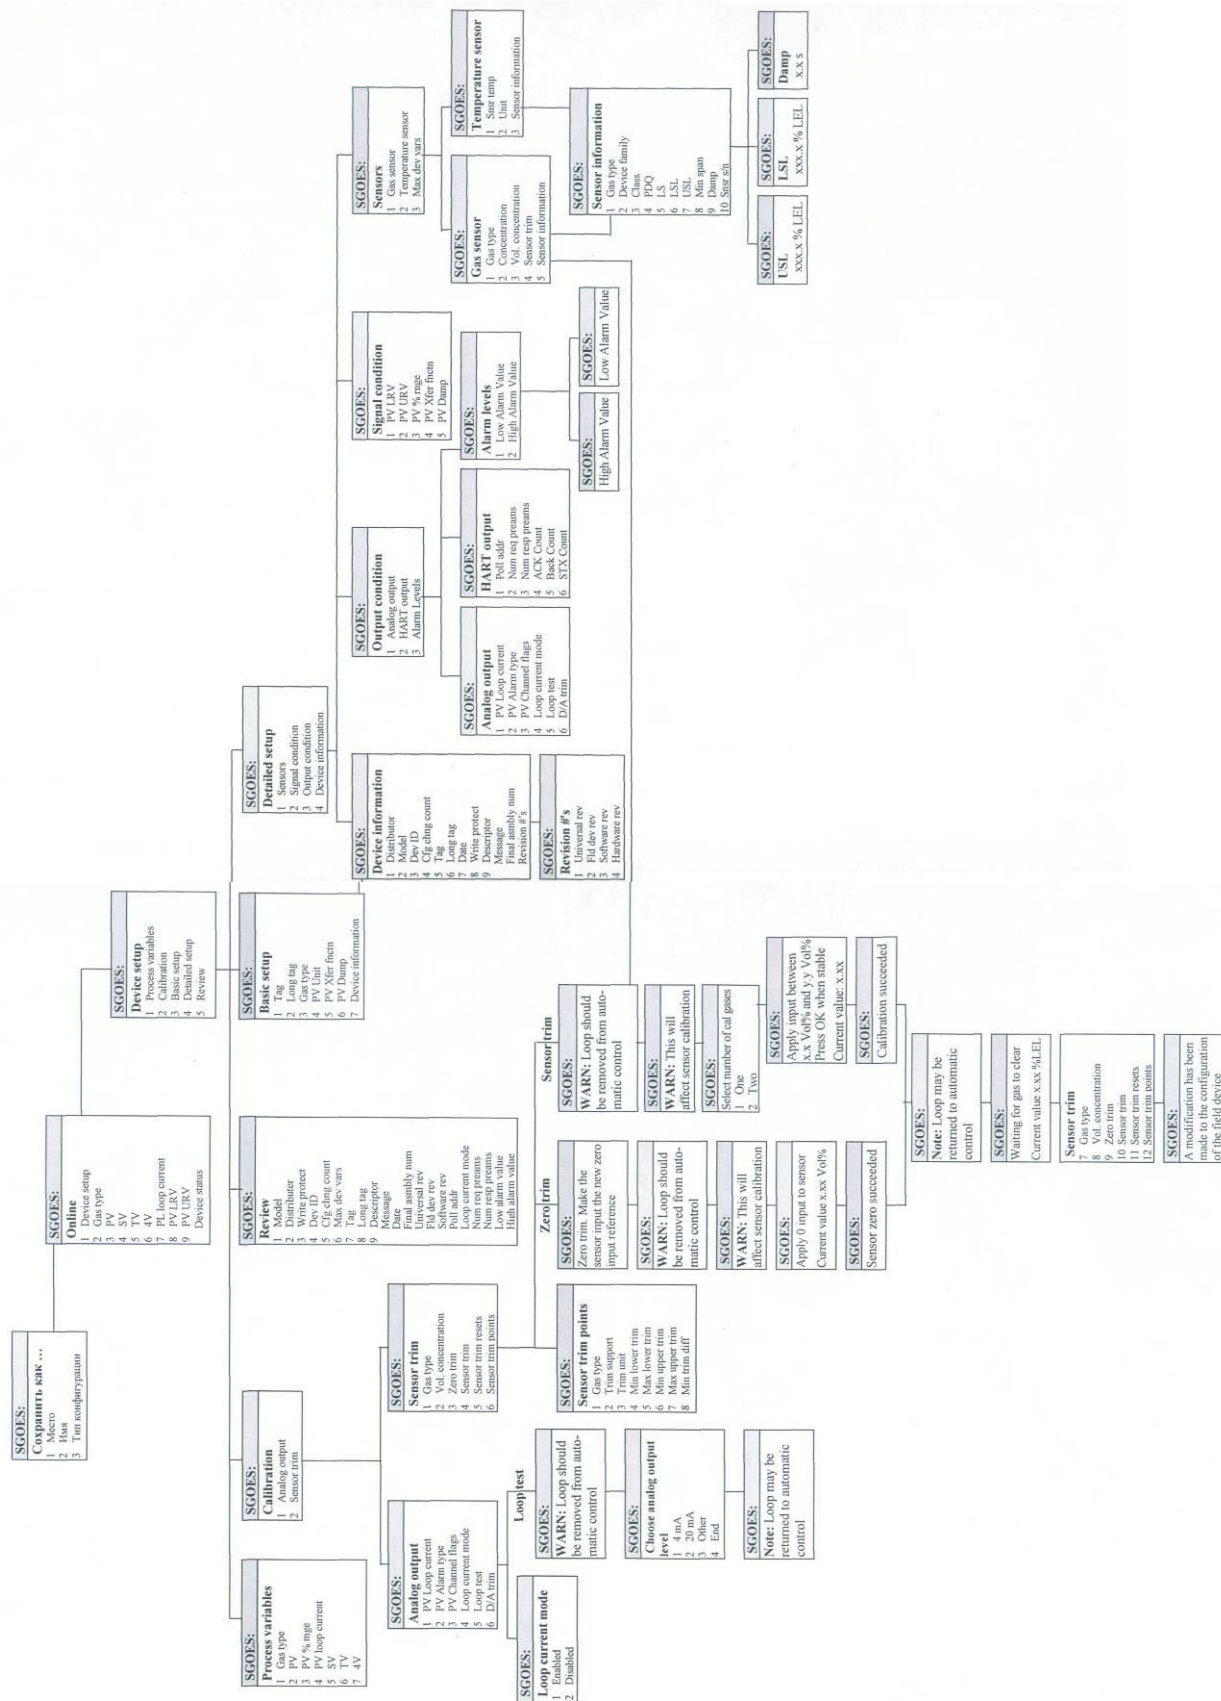 SGOES:
Сохранить как ...
1 Место
2 Имя
3 Тип конфигурации
SGOES:
Online
1 Device setup
2 Gas type
3 PV
4 SV
5 TV
6 4V
7 PL loop current
8 PV LRV
9 PV URV
Device status
SGOES:
Device setup
1 Process variables
2 Calibration
3 Basic setup
4 Detailed setup
5 Review
SGOES:
Process variables
1 Gas type
2 PV
3 PV % rnge
4 PV loop current
5 SV
6 TV
7 4V
SGOES:
Calibration
1 Analog output
2 Sensor trim
SGOES:
Review
1 Model
2 Distributer
3 Write protect
4 Dev ID
5 Cfg chng count
6 Max dev vars
7 Tag
8 Long tag
9 Descriptor
Message
Date
Final asmbly num
Universal rev
Fld dev rev
Software rev
Poll addr
Loop current mode
Num req preams
Num resp preams
Low alarm value
High alarm value
SGOES:
Basic setup
1 Tag
2 Long tag
3 Gas type
4 PV Unit
5 PV Xfer fnctn
6 PV Dump
7 Device information
SGOES:
Detailed setup
1 Sensors
2 Signal condition
3 Output condition
4 Device information
SGOES:
Analog output
1 PV Loop current
2 PV Alarm type
3 PV Channel flags
4 Loop current mode
5 Loop test
6 D/A trim
SGOES:
Sensor trim
1 Gas type
2 Vol. concentration
3 Zero trim
4 Sensor trim
5 Sensor trim resets
6 Sensor trim points
SGOES:
Device information
1 Distributor
2 Model
3 Dev ID
4 Cfg chng count
5 Tag
6 Long tag
7 Date
8 Write protect
9 Descriptor
Message
Final asmbly num
Revision #'s
SGOES:
Output condition
1 Analog output
2 HART output
3 Alarm Levels
SGOES:
Signal condition
1 PV LRV
2 PV URV
3 PV % rnge
4 PV Xfer fnctn
5 PV Damp
SGOES:
Sensors
1 Gas sensor
2 Temperature sensor
3 Max dev vars
SGOES:
Analog output
1 PV Loop current
2 PV Alarm type
3 PV Channel flags
4 Loop current mode
5 Loop test
6 D/A trim
SGOES:
HART output
1 Poll addr
2 Num req preams
3 Num resp preams
4 ACK Count
5 Back Count
6 STX Count
SGOES:
Alarm levels
1 Low Alarm Value
2 High Alarm Value
SGOES:
Gas sensor
1 Gas type
2 Concentration
3 Vol. concentration
4 Sensor trim
5 Sensor information
SGOES:
Temperature sensor
1 Snsr temp
2 Unit
3 Sensor information
SGOES:
Loop current mode
1 Enabled
2 Disabled
Loop test
SGOES:
WARN: Loop should
be removed from auto-
matic control
SGOES:
Choose analog output
level
1 4 mA
2 20 mA
3 Other
4 End
SGOES:
Note: Loop may be
returned to automatic
control
SGOES:
Sensor trim points
1 Gas type
2 Trim support
3 Trim unit
4 Min lower trim
5 Max lower trim
6 Min upper trim
7 Max upper trim
8 Min trim diff
Zero trim
SGOES:
Zero trim. Make the
sensor input the new zero
input reference
SGOES:
WARN: Loop should
be removed from auto-
matic control
SGOES:
WARN: This will
affect sensor calibration
SGOES:
Apply 0 input to sensor
Current value x.xx Vol%
SGOES:
Sensor zero succeeded
Sensor trim
SGOES:
WARN: Loop should
be removed from auto-
matic control
SGOES:
WARN: This will
affect sensor calibration
SGOES:
Select number of cal gases
1 One
2 Two
SGOES:
Apply input between
x.x Vol% and y.y Vol%
Press OK when stable
Current value: x.xx
SGOES:
Calibration succeeded
SGOES:
Note: Loop may be
returned to automatic
control
SGOES:
Waiting for gas to clear
Current value x.xx %LEL
SGOES:
Sensor trim
7 Gas type
8 Vol. concentration
9 Zero trim
10 Sensor trim
11 Sensor trim resets
12 Sensor trim points
SGOES:
A modification has been
made to the configuration
of the field device
SGOES:
Revision #'s
1 Universal rev
2 Fld dev rev
3 Software rev
4 Hardware rev
SGOES:
High Alarm Value
SGOES:
Low Alarm Value
SGOES:
Sensor information
1 Gas type
2 Device family
3 Class
4 PDQ
5 LS
6 LSL
7 USL
8 Min span
9 Dump
10 Snsr s/n
SGOES:
USL
xxx.x % LEL
SGOES:
LSL
xxx.x % LEL
SGOES:
Damp
x.x s